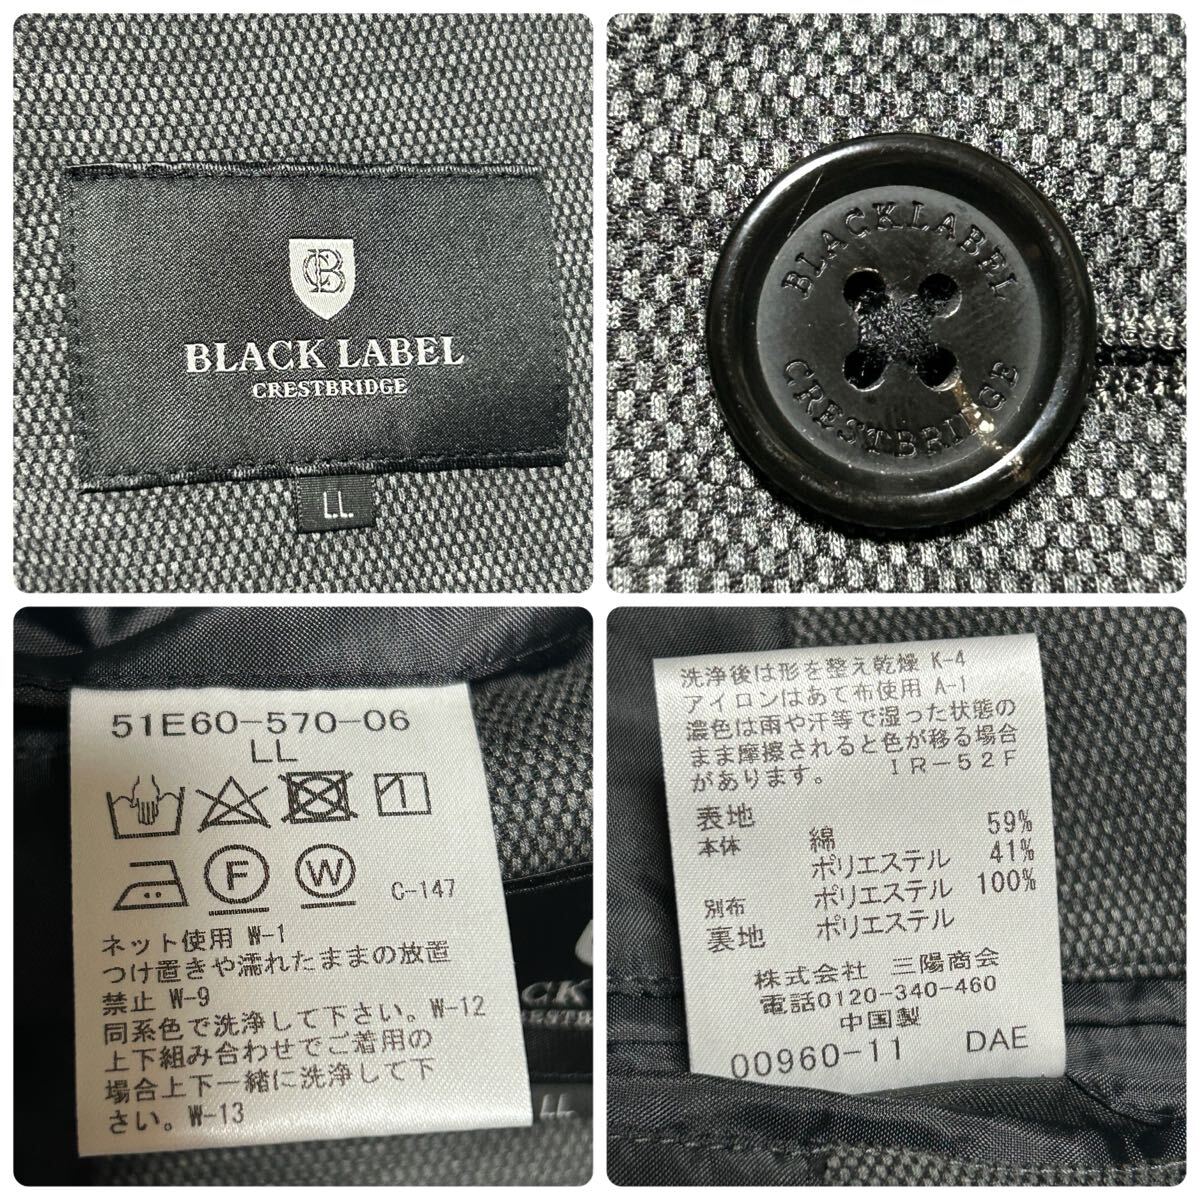 CB
BLACK LABEL
CRESTBRIDGE
LL
BLACK LABEL
CRESTBRIDGE
51E60-570-06
LL
F
W
C-147
ネット使用 W-1
つけ置きや濡れたままの放置
禁止 W-9
同系色で洗浄して下さい。W-12
上下組み合わせでご着用の
場合上下一緒に洗浄して下
さい。W-13
LL
洗浄後は形を整え乾燥 K-4
アイロンはあて布使用 A-1
濃色は雨や汗等で湿った状態の
まま摩擦されると色が移る場合
があります。 IR-52F
表地
本体 綿 59%
ポリエステル 41%
別布 ポリエステル 100%
裏地 ポリエステル
株式会社 三陽商会
電話0120-340-460
中国製
00960-11 DAE